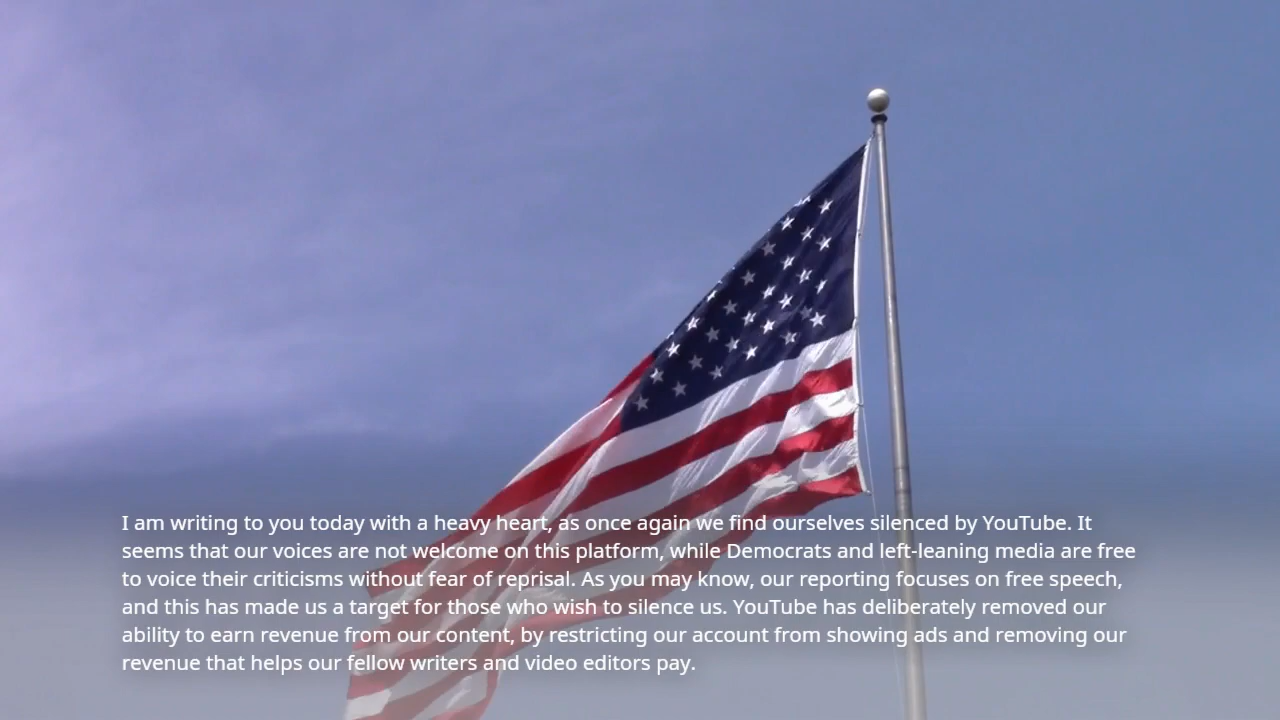 I am writing to you today with a heavy heart, as once again we find ourselves silenced by YouTube. It
seems that our voices are not welcome on this platform, while Democrats and left-leaning media are free
to voice their criticisms without fear of reprisal. As you may know, our reporting focuses on free speech,
and this has made us a target for those who wish to silence us. YouTube has deliberately removed our
ability to earn revenue from our content, by restricting our account from showing ads and removing our
revenue that helps our fellow writers and video editors pay.